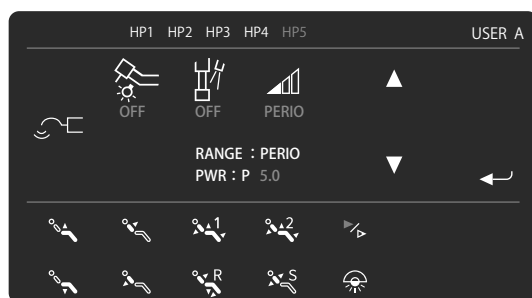 HP1 HP2 HP3 HP4 HP5 USER A
OFF OFF PERIO
RANGE : PERIO
PWR : P 5.0
1 2
R S